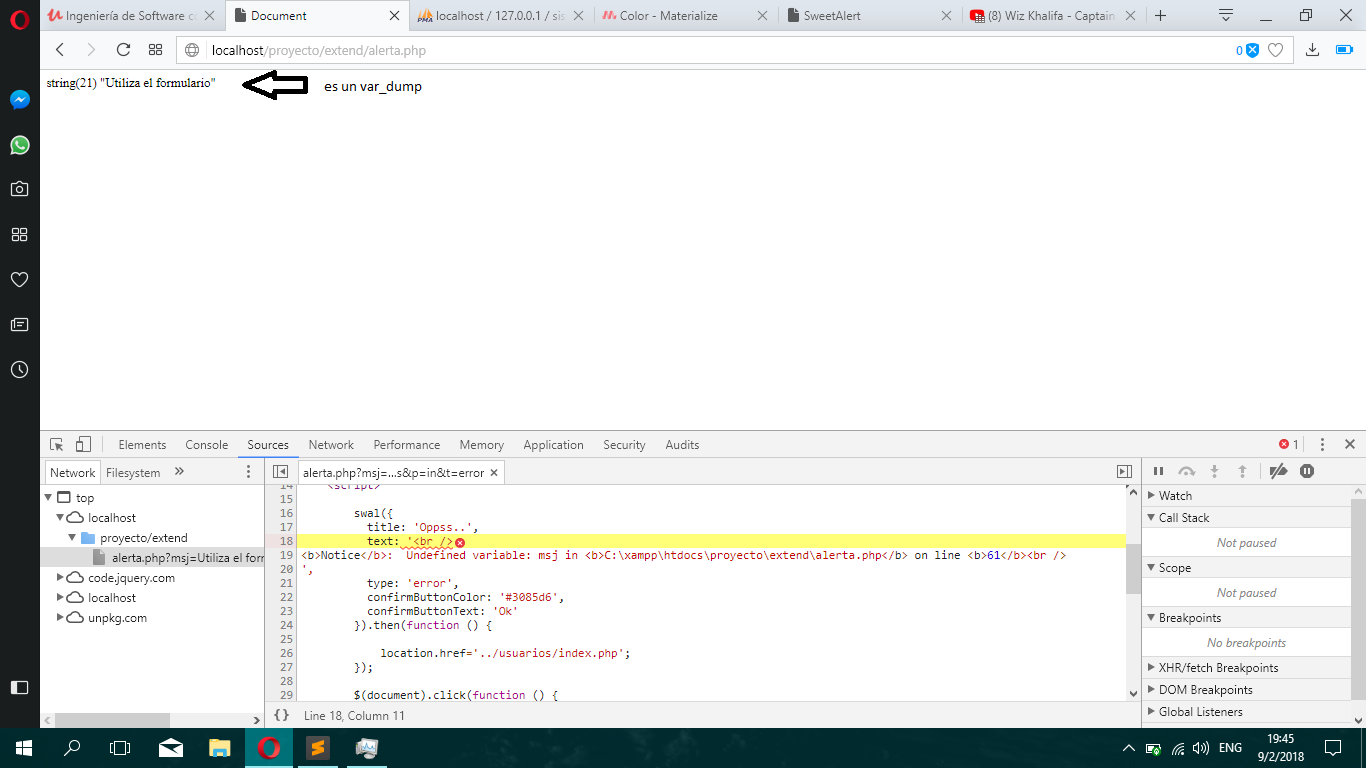 Ingeniería de Software c
Document
localhost / 127.0.0.1 / sis
Color - Materialize
SweetAlert
(8) Wiz Khalifa - Captain
localhost/proyecto/extend/alerta.php
0
string(21) "Utiliza el formulario"
es un var_dump
Elements
Console
Sources
Network
Performance
Memory
Application
Security
Audits
1
Network
Filesystem
alerta.php?msj=...s&p=in&t=error
top
localhost
proyecto/extend
alerta.php?msj=Utiliza el forr
code.jquery.com
localhost
unpkg.com
14 <script>
15
16 swal({
17 title: 'Oppss..',
18 text: '<br />
19 <b>Notice</b>:  Undefined variable: msj in <b>C:\xampp\htdocs\proyecto\extend\alerta.php</b> on line <b>61</b><br />
20 ',
21 type: 'error',
22 confirmButtonColor: '#3085d6',
23 confirmButtonText: 'Ok'
24 }).then(function () {
25
26 location.href='../usuarios/index.php';
27 });
28
29 $(document).click(function () {
{} Line 18, Column 11
Watch
Call Stack
Not paused
Scope
Not paused
Breakpoints
No breakpoints
XHR/fetch Breakpoints
DOM Breakpoints
Global Listeners
ENG
19:45
9/2/2018